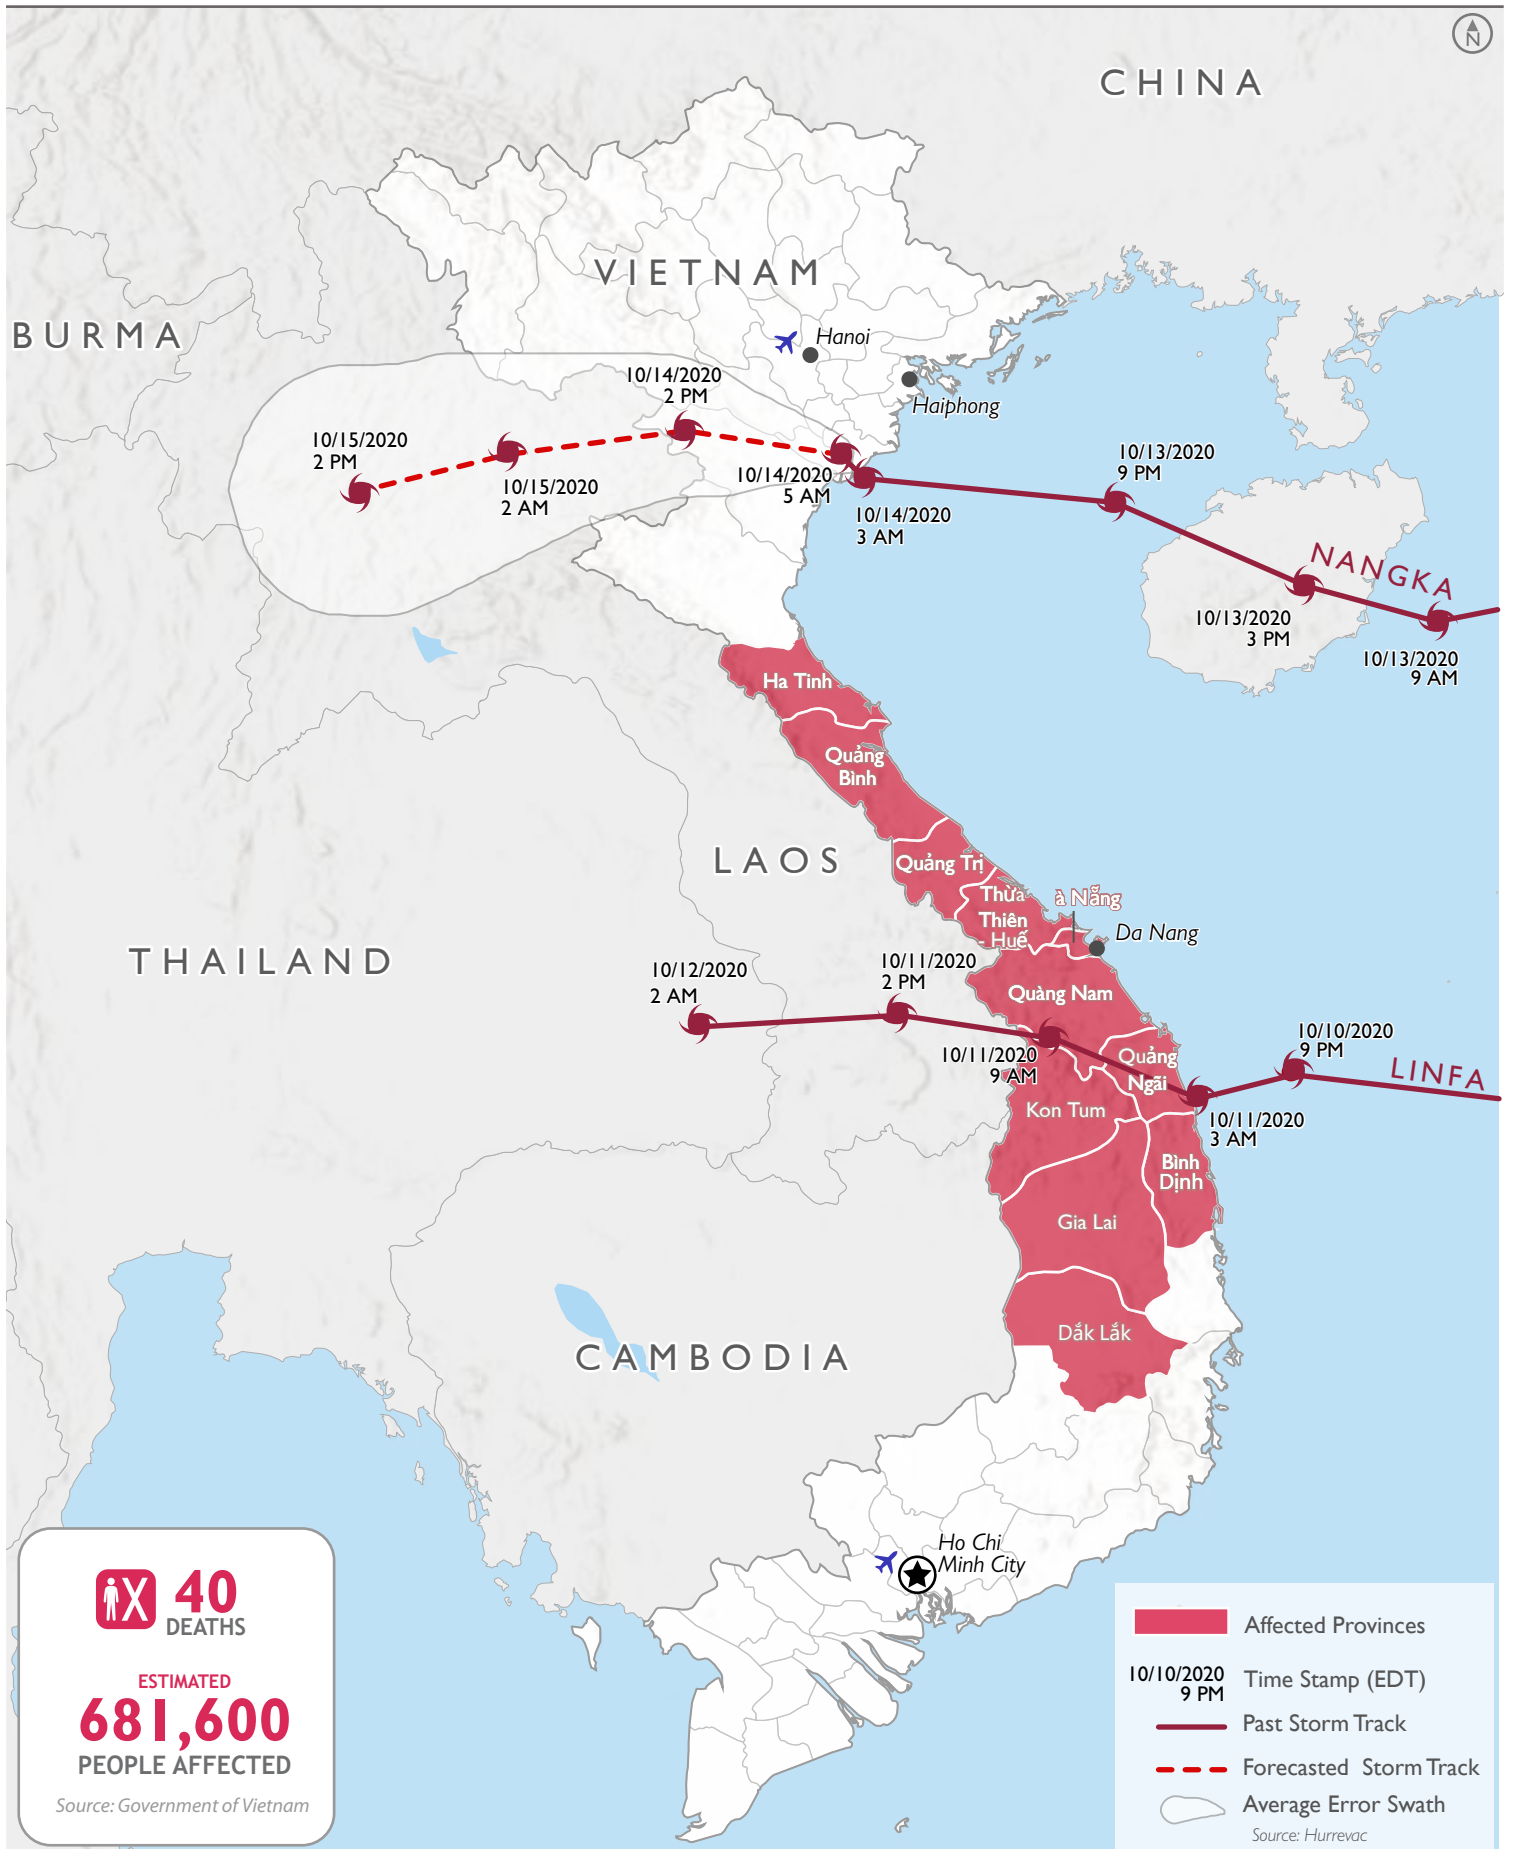 N
CHINA
VIETNAM
BURMA
Hanoi
Haiphong
10/14/2020
2 PM
10/15/2020
2 PM
10/15/2020
2 AM
10/14/2020
5 AM
10/14/2020
3 AM
10/13/2020
9 PM
NANGKA
10/13/2020
3 PM
10/13/2020
9 AM
Ha Tinh
Quảng
Bình
LAOS
Quảng Trị
Thừa
Thiên
- Huế
à Nẵng
Da Nang
THAILAND
10/12/2020
2 AM
10/11/2020
2 PM
Quàng Nam
10/11/2020
9 AM
Quảng
Ngãi
10/10/2020
9 PM
LINFA
Kon Tum
10/11/2020
3 AM
Bình
Dịnh
Gia Lai
Dắk Lắk
CAMBODIA
Ho Chi
Minh City
40
DEATHS
ESTIMATED
681,600
PEOPLE AFFECTED
Source: Government of Vietnam
Affected Provinces
10/10/2020
9 PM
Time Stamp (EDT)
Past Storm Track
Forecasted Storm Track
Average Error Swath
Source: Hurrevac